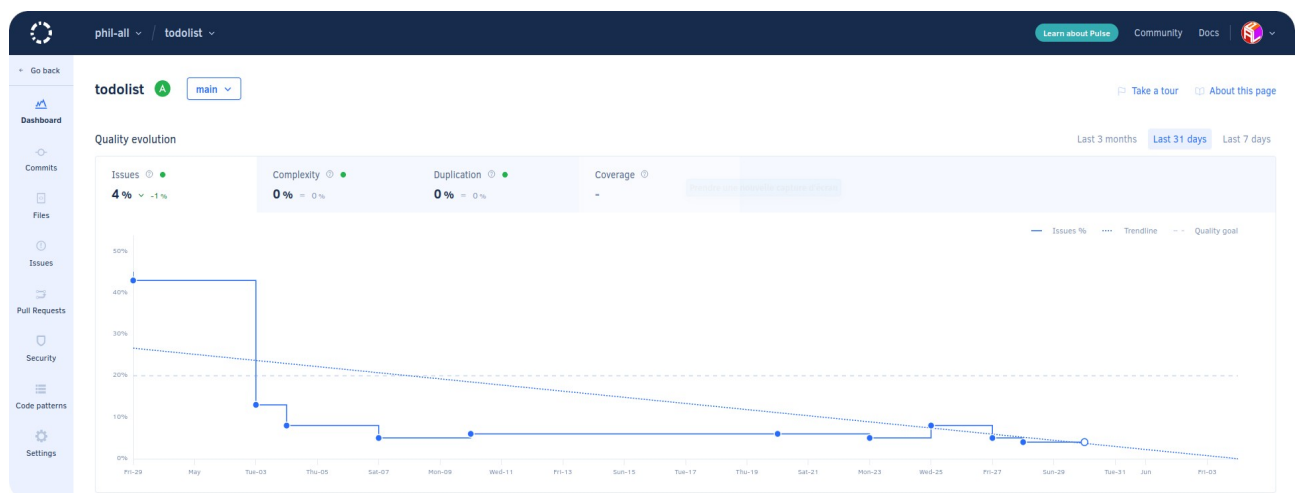 phil-all / todolist
Learn about Pulse Community Docs
Go back
todolist A main
Take a tour About this page
Dashboard
Quality evolution
Last 3 months Last 31 days Last 7 days
Commits
Issues Complexity Duplication Coverage
4 % -1 % 0 % = 0 % 0 % = 0 % -
Files
Issues % Trendline Quality goal
Issues
Pull Requests
Security
Code patterns
Settings
50%
40%
30%
20%
10%
0%
Fri-29 May Tue-03 Thu-05 Sat-07 Mon-09 Wed-11 Fri-13 Sun-15 Tue-17 Thu-19 Sat-21 Mon-23 Wed-25 Fri-27 Sun-29 Tue-31 Jun Fri-03